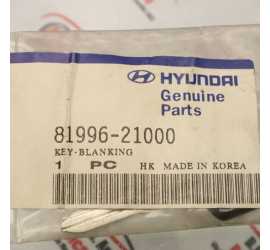 HYUNDAI
Genuine
Parts
81996-21000
KEY-BLANKING
1 PC HK MADE IN KOREA